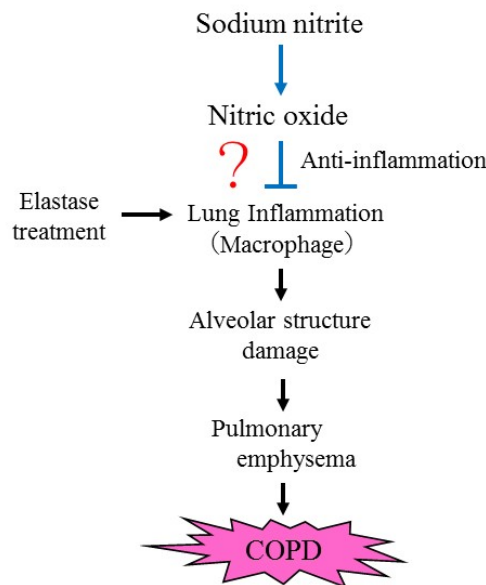 Sodium nitrite
Nitric oxide
?
Anti-inflammation
Elastase
treatment
Lung Inflammation
（Macrophage）
Alveolar structure
damage
Pulmonary
emphysema
COPD